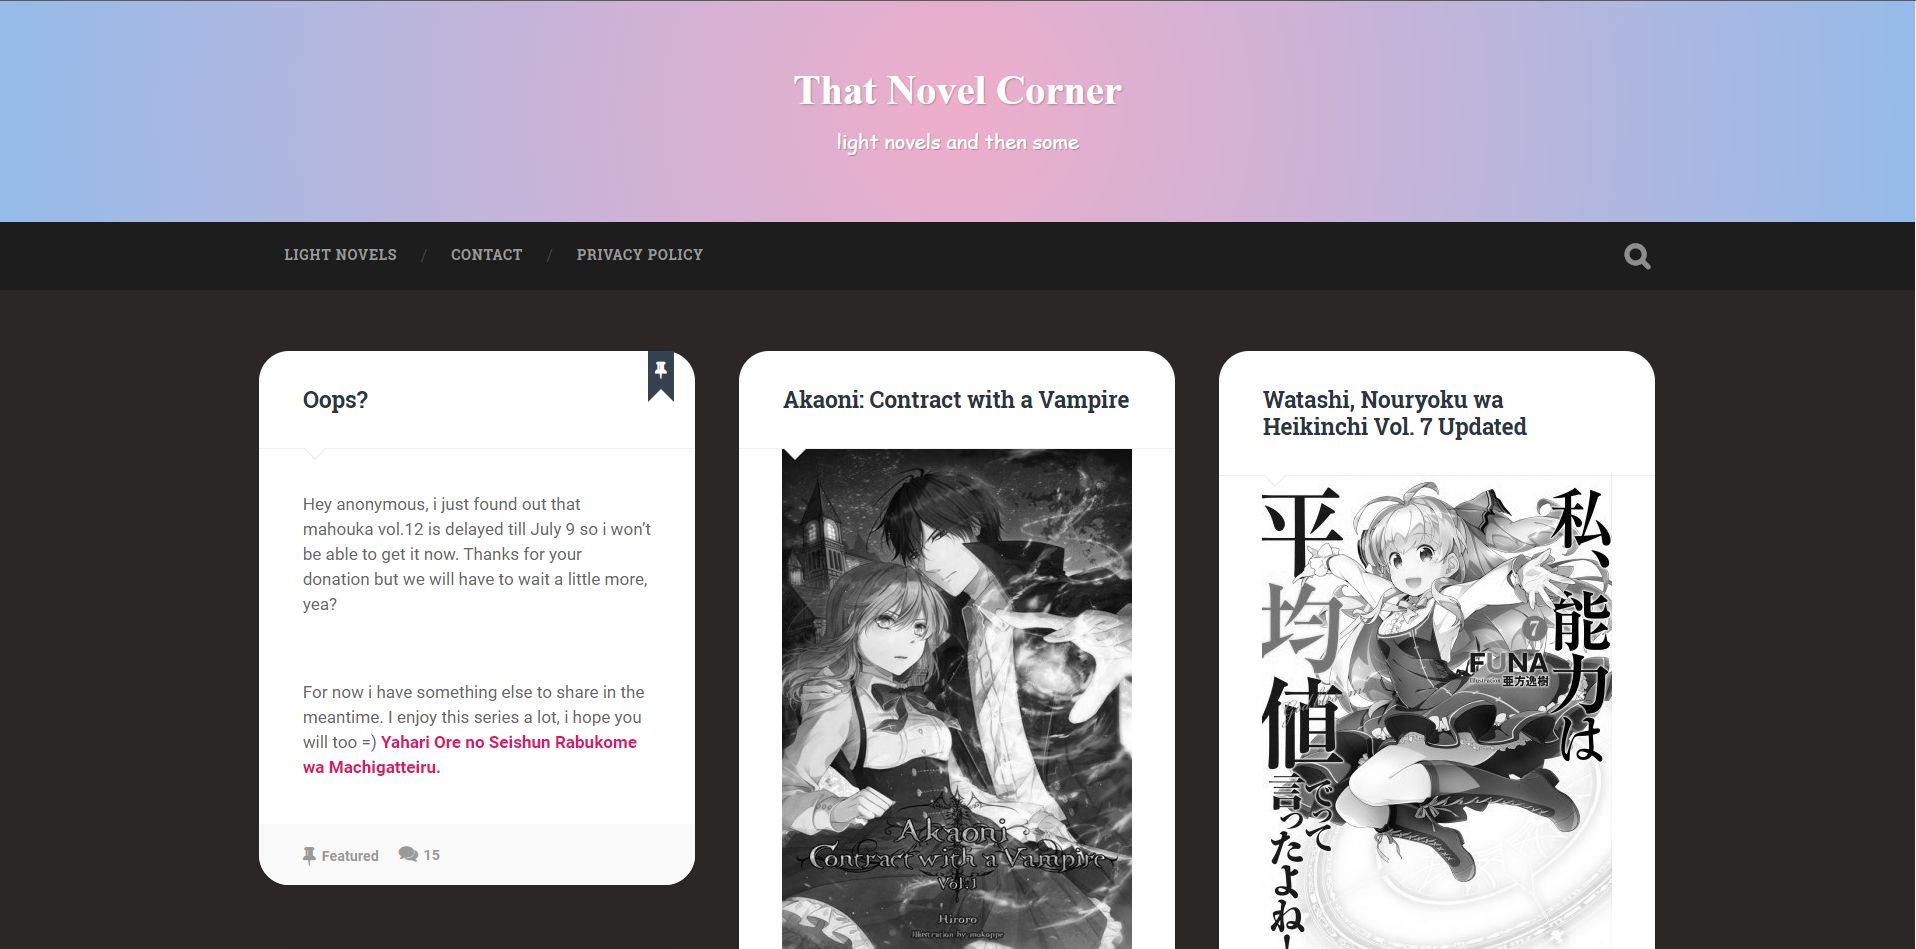 That Novel Corner
light novels and then some
LIGHT NOVELS / CONTACT / PRIVACY POLICY
Oops?
Hey anonymous, i just found out that
mahouka vol.12 is delayed till July 9 so i won’t
be able to get it now. Thanks for your
donation but we will have to wait a little more,
yea?
For now i have something else to share in the
meantime. I enjoy this series a lot, i hope you
will too =) Yahari Ore no Seishun Rabukome
wa Machigatteiru.
Featured 15
Akaoni: Contract with a Vampire
Akaoni
Contract with a Vampire
Vol.1
Hiroro
Illustration by mokoppe
Watashi, Nouryoku wa
Heikinchi Vol. 7 Updated
私、能力は
平均値
でって
言ったよね!
7
FUNA
Illustration 亜方逸樹